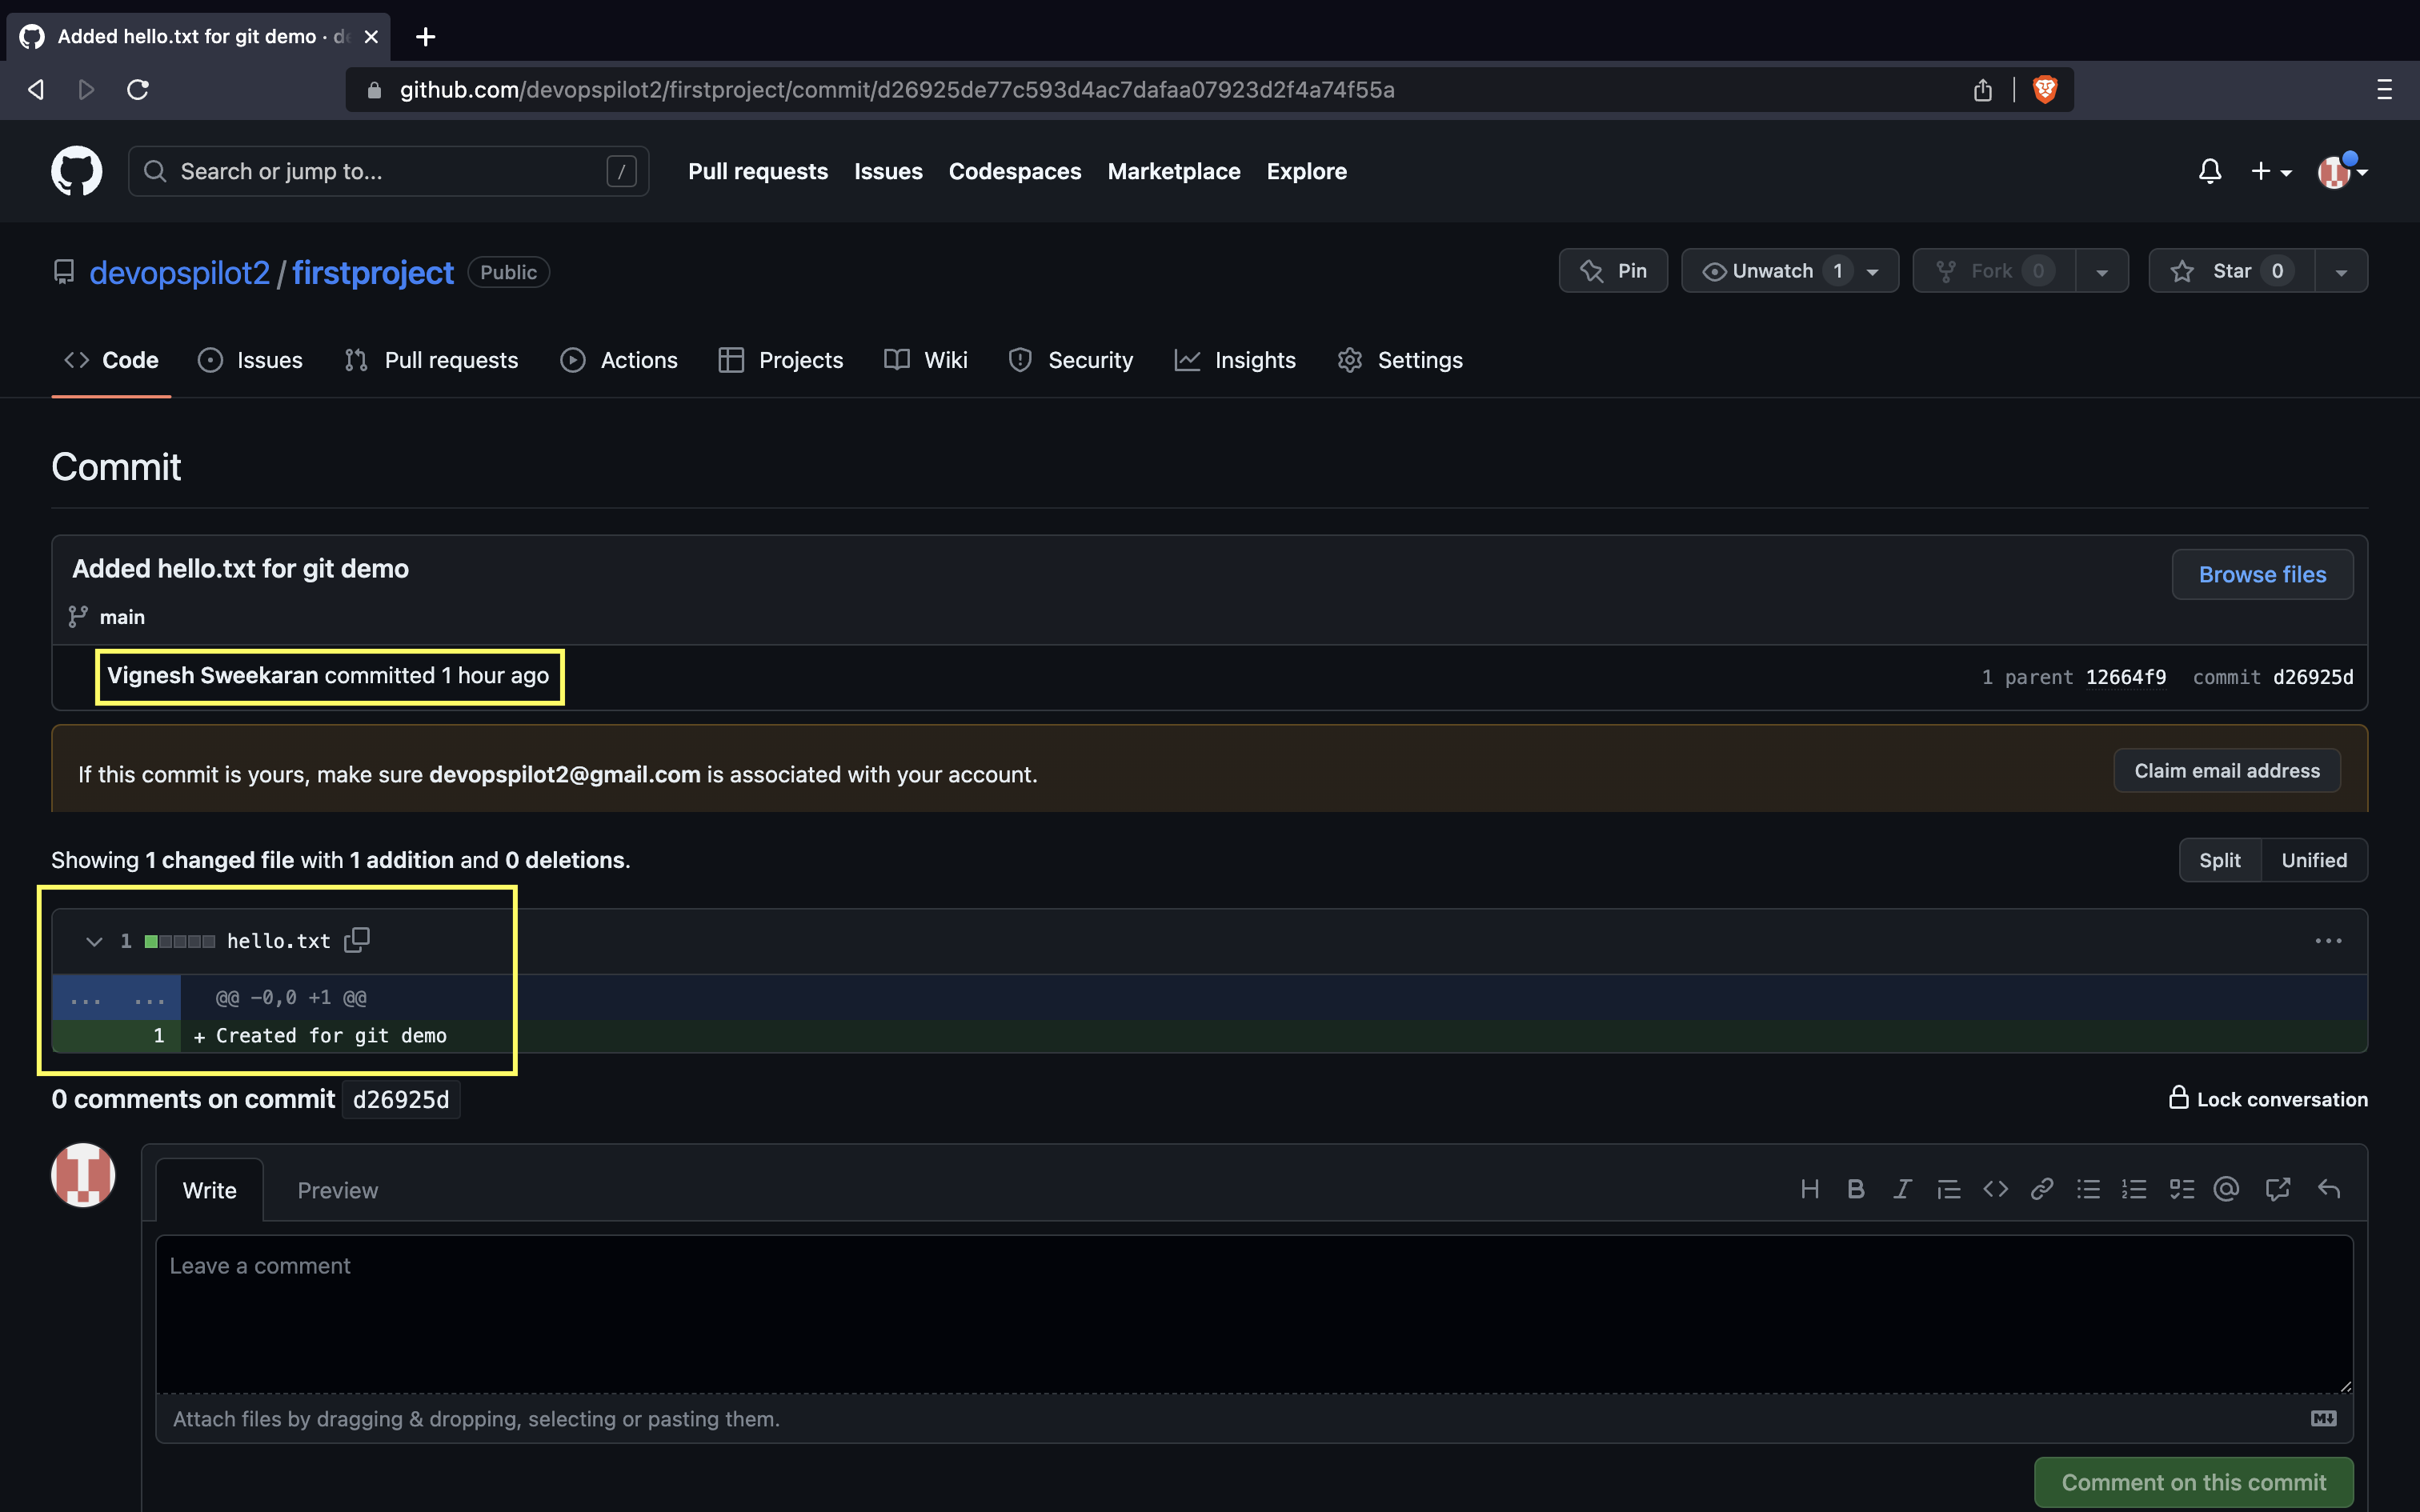 Added hello.txt for git demo · de
github.com/devopspilot2/firstproject/commit/d26925de77c593d4ac7dafaa07923d2f4a74f55a
Search or jump to... / Pull requests Issues Codespaces Marketplace Explore
devopspilot2 / firstproject Public Pin Unwatch 1 Fork 0 Star 0
Code Issues Pull requests Actions Projects Wiki Security Insights Settings
Commit
Added hello.txt for git demo Browse files
main
Vignesh Sweekaran committed 1 hour ago 1 parent 12664f9 commit d26925d
If this commit is yours, make sure devopspilot2@gmail.com is associated with your account. Claim email address
Showing 1 changed file with 1 addition and 0 deletions. Split Unified
1 hello.txt ...
... ... @@ -0,0 +1 @@
1 + Created for git demo
0 comments on commit d26925d Lock conversation
Write Preview
Leave a comment
Attach files by dragging & dropping, selecting or pasting them.
Comment on this commit